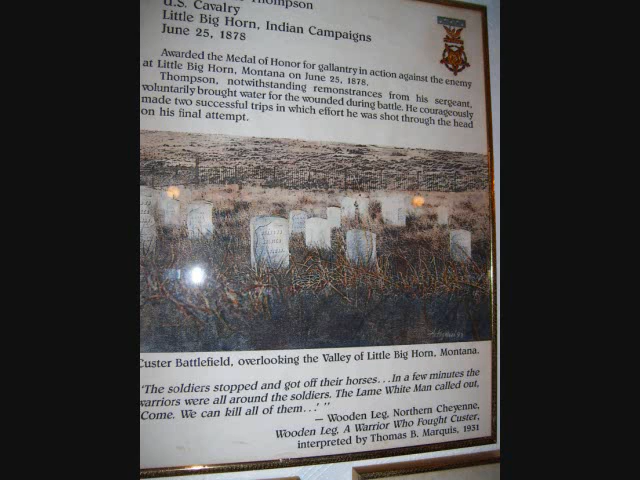 Thompson
U.S. Cavalry
Little Big Horn, Indian Campaigns
June 25, 1878
Awarded the Medal of Honor for gallantry in action against the enemy
at Little Big Horn, Montana on June 25, 1878.
Thompson, notwithstanding remonstrances from his sergeant,
voluntarily brought water for the wounded during battle. He courageously
made two successful trips in which effort he was shot through the head
on his final attempt.
Custer Battlefield, overlooking the Valley of Little Big Horn, Montana.
'The soldiers stopped and got off their horses...In a few minutes the
warriors were all around the soldiers. The Lame White Man called out,
Come. We can kill all of them...' "
— Wooden Leg, Northern Cheyenne,
Wooden Leg, A Warrior Who Fought Custer,
interpreted by Thomas B. Marquis, 1931